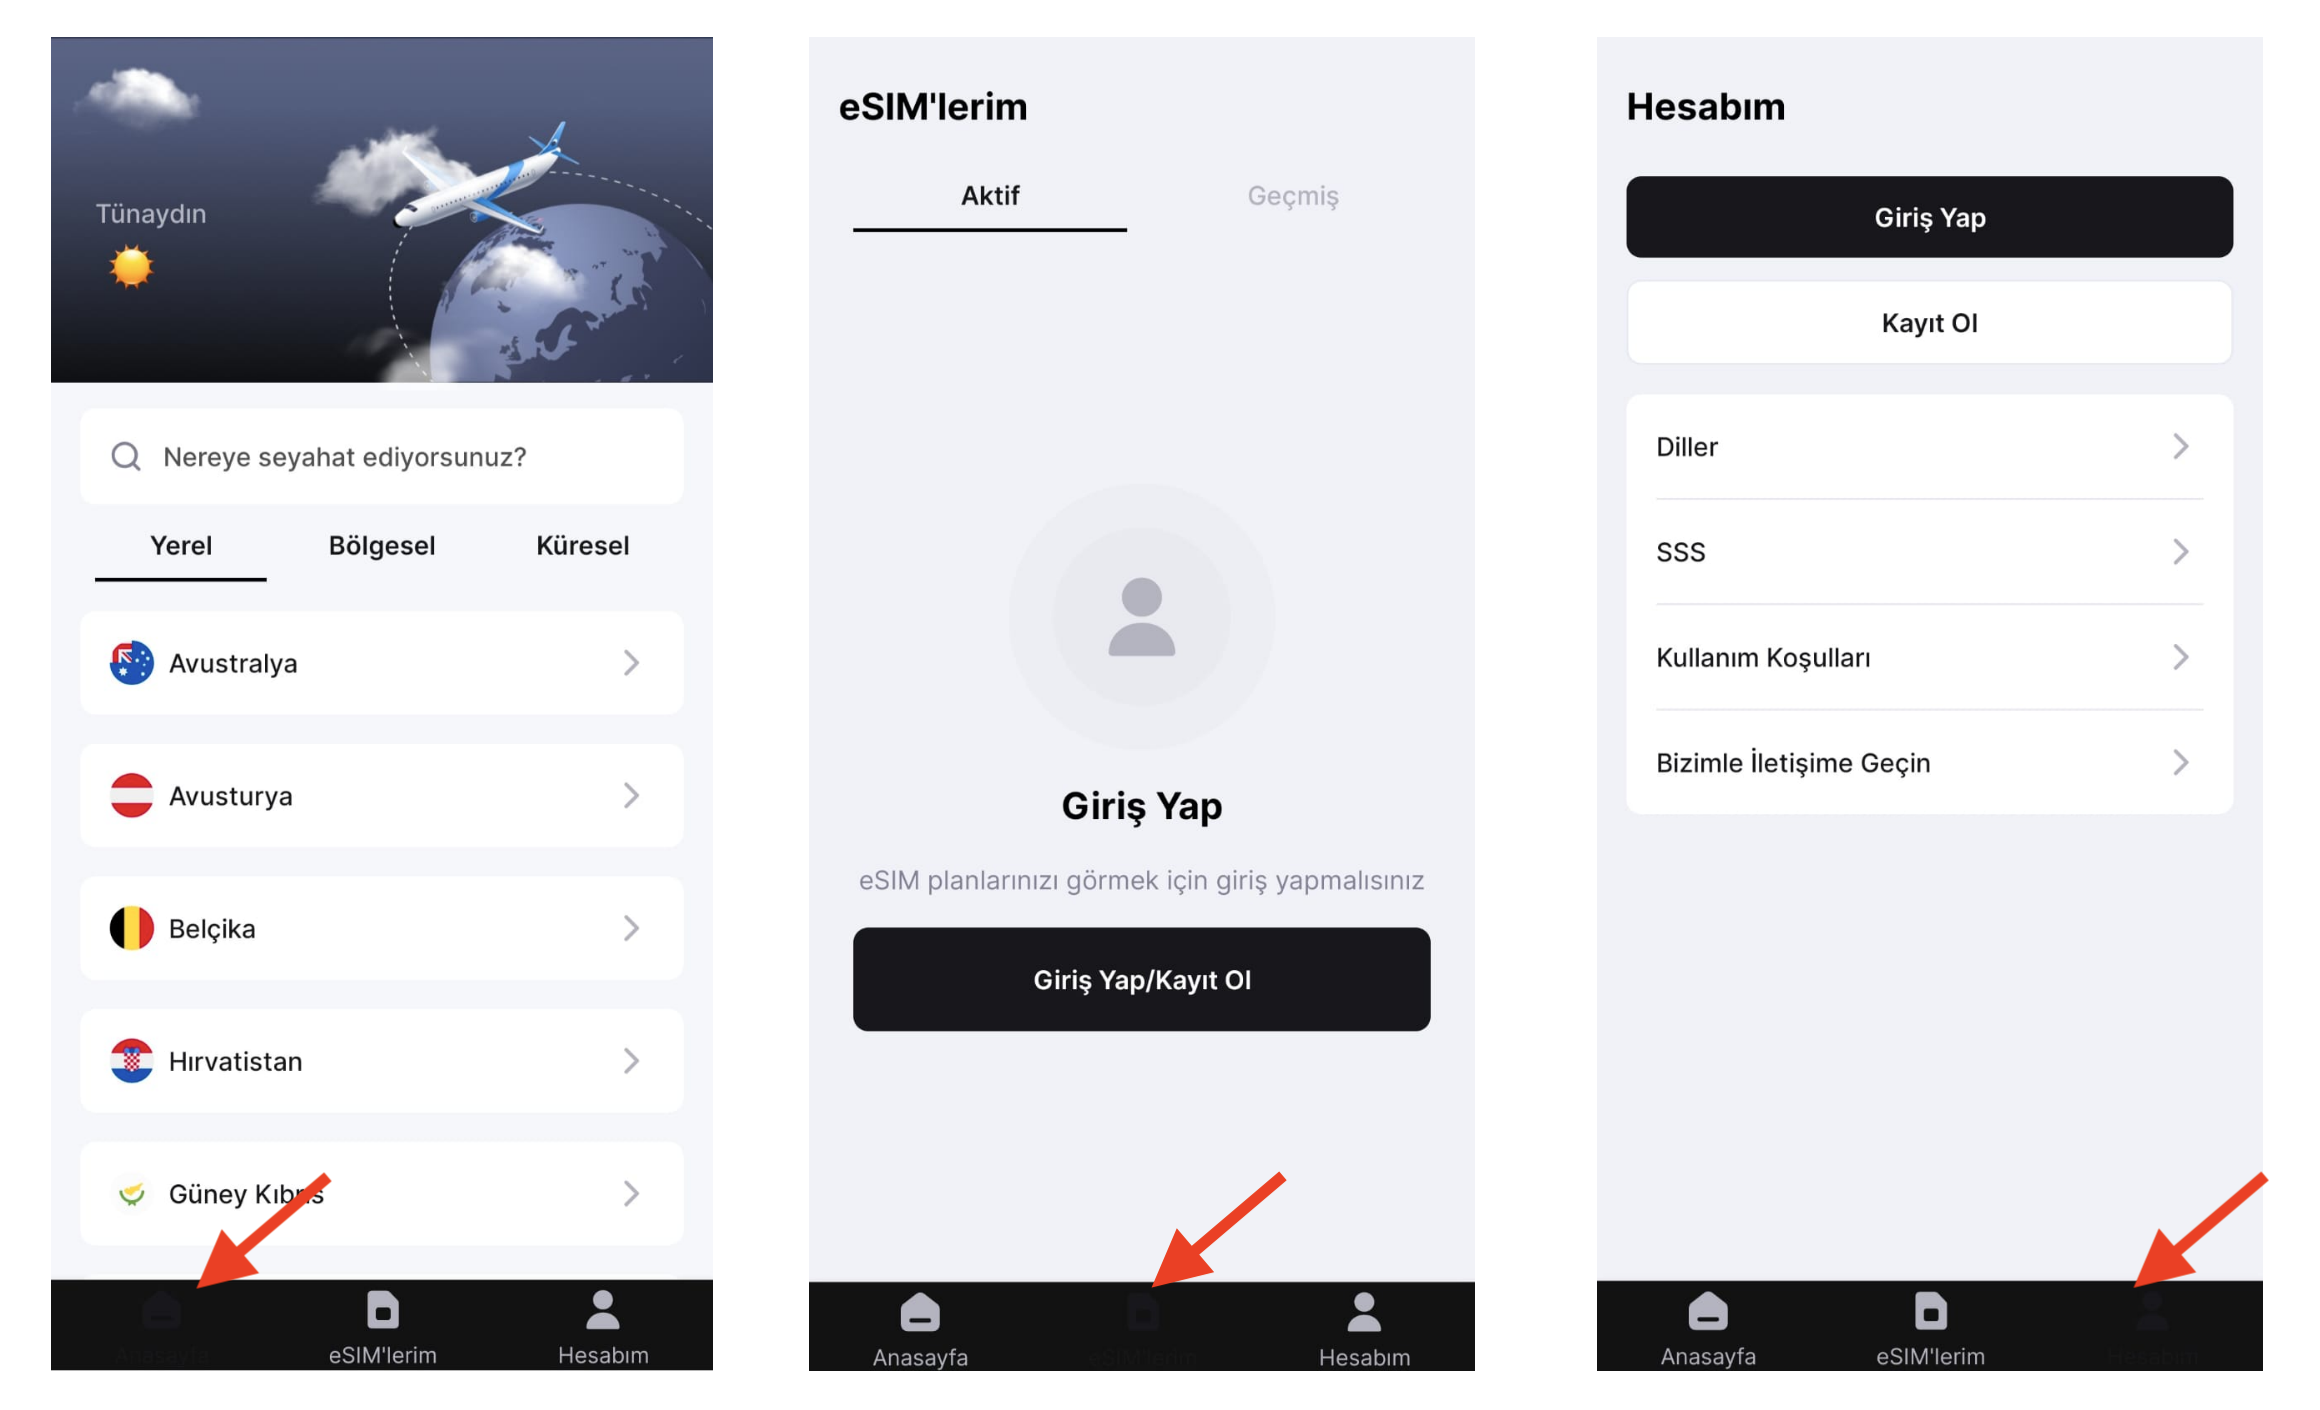 Tünaydın
Nereye seyahat ediyorsunuz?
Yerel Bölgesel Küresel
Avustralya
Avusturya
Belçika
Hırvatistan
Güney Kıbrıs
Anasayfa eSIM'lerim Hesabım
eSIM'lerim
Aktif Geçmiş
Giriş Yap
eSIM planlarınızı görmek için giriş yapmalısınız
Giriş Yap/Kayıt Ol
Anasayfa eSIM'lerim Hesabım
Hesabım
Giriş Yap
Kayıt Ol
Diller
SSS
Kullanım Koşulları
Bizimle İletişime Geçin
Anasayfa eSIM'lerim Hesabım